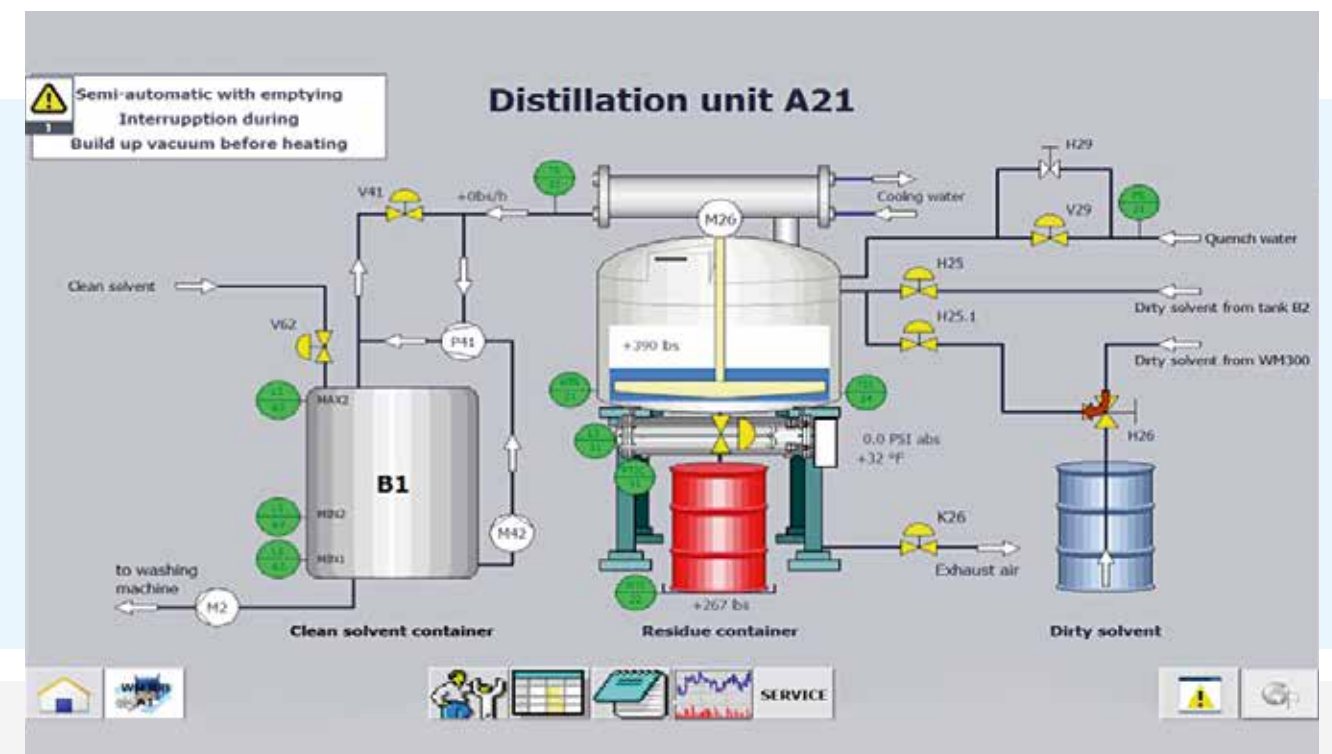 Semi-automatic with emptying
Interrupption during
Build up vacuum before heating
1
Distillation unit A21
H29
V41
+0bs/h
M26
Cooling water
V29
Quench water
Clean solvent
H25
Dirty solvent from tank B2
V62
P41
H25.1
+390 lbs
Dirty solvent from WM300
MAX2
H26
0.0 PSI abs
+32 °F
B1
MIN2
M42
K26
MIN1
Exhaust air
to washing
machine
M2
+267 lbs
Clean solvent container
Residue container
Dirty solvent
A1
SERVICE